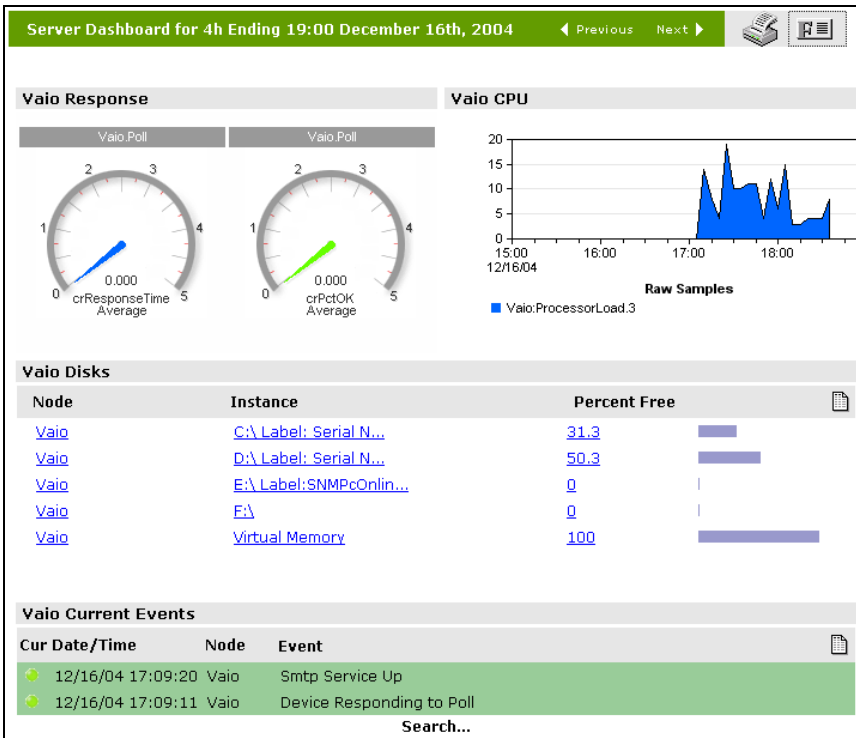 Server Dashboard for 4h Ending 19:00 December 16th, 2004 Previous Next
Vaio Response
Vaio.Poll Vaio.Poll
0 1 2 3 4 5
0.000
crResponseTime
Average
0 1 2 3 4 5
0.000
crPctOK
Average
Vaio CPU
20
15
10
5
0
15:00 16:00 17:00 18:00
12/16/04
Raw Samples
Vaio:ProcessorLoad.3
Vaio Disks
Node Instance Percent Free
Vaio C:\ Label: Serial N... 31.3
Vaio D:\ Label: Serial N... 50.3
Vaio E:\ Label:SNMPcOnlin... 0
Vaio F:\ 0
Vaio Virtual Memory 100
Vaio Current Events
Cur Date/Time Node Event
12/16/04 17:09:20 Vaio Smtp Service Up
12/16/04 17:09:11 Vaio Device Responding to Poll
Search...